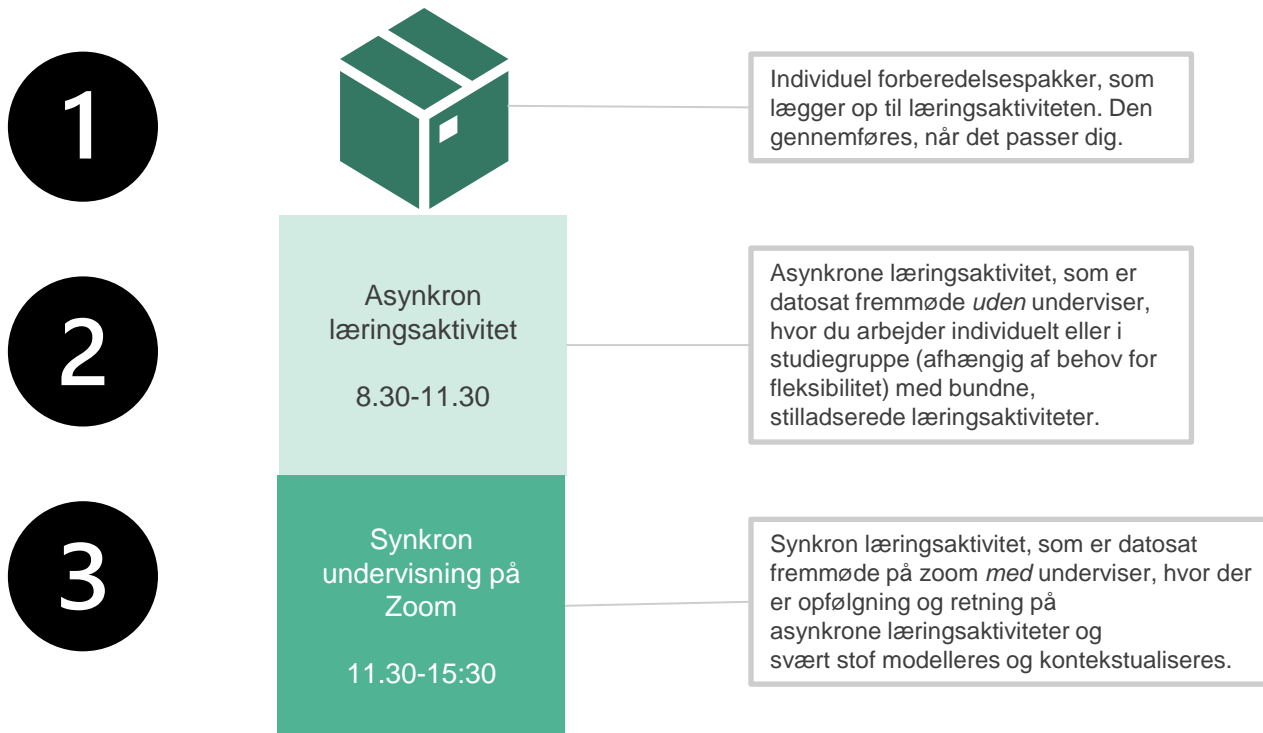 1
Individuel forberedelsespakker, som
lægger op til læringsaktiviteten. Den
gennemføres, når det passer dig.
2
Asynkron
læringsaktivitet
8.30-11.30
Asynkrone læringsaktivitet, som er
datosat fremmøde uden underviser,
hvor du arbejder individuelt eller i
studiegruppe (afhængig af behov for
fleksibilitet) med bundne,
stilladserede læringsaktiviteter.
3
Synkron
undervisning på
Zoom
11.30-15:30
Synkron læringsaktivitet, som er datosat
fremmøde på zoom med underviser, hvor der
er opfølgning og retning på
asynkrone læringsaktiviteter og
svært stof modelleres og kontekstualiseres.